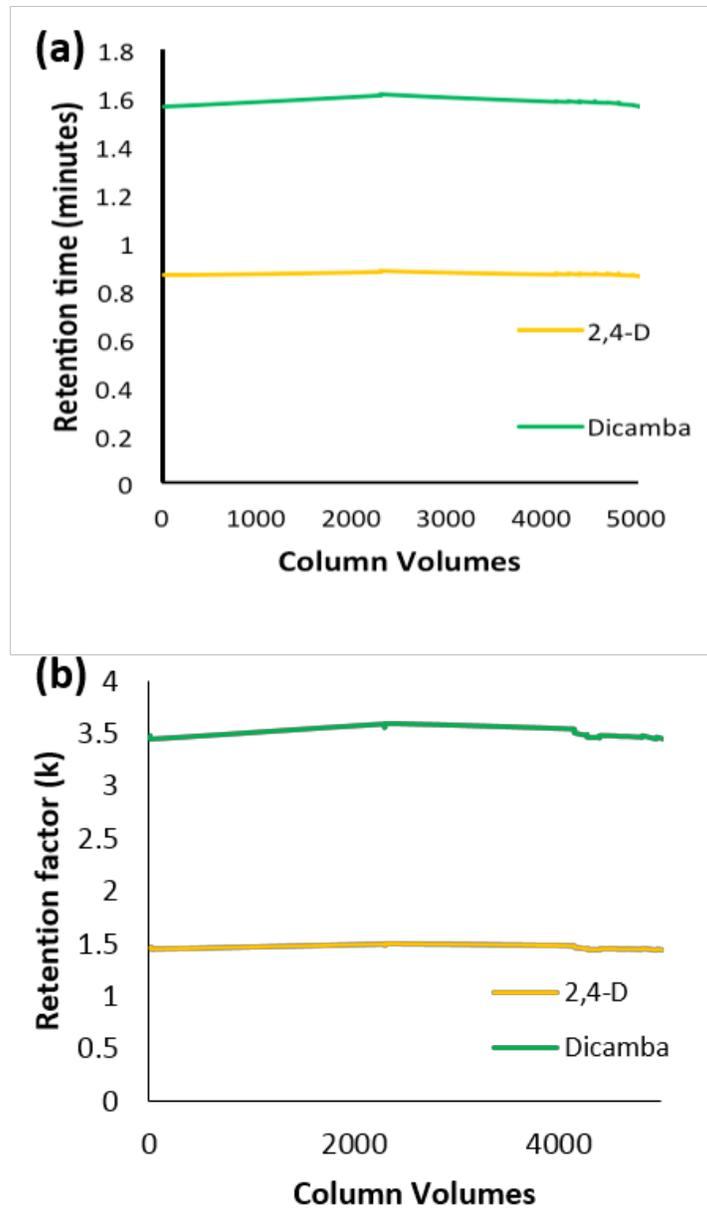 (a)
Retention time (minutes)
1.8
1.6
1.4
1.2
1
0.8
0.6
0.4
0.2
0
2,4-D
Dicamba
0 1000 2000 3000 4000 5000
Column Volumes
(b)
Retention factor (k)
4
3.5
3
2.5
2
1.5
1
0.5
0
2,4-D
Dicamba
0 2000 4000
Column Volumes